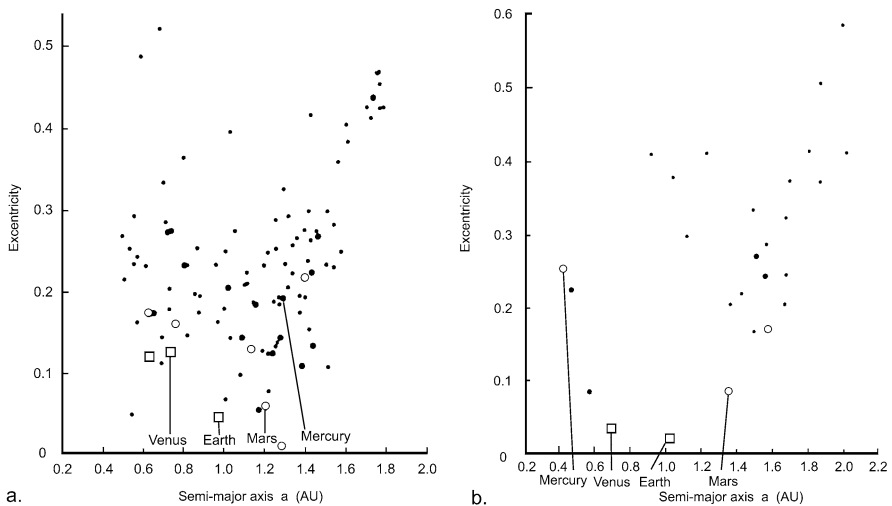 0.5
0.4
0.3
0.2
0.1
0
Excentricity
0.2
0.4
0.6
0.8
1.0
1.2
1.4
1.6
1.8
2.0
Venus
Earth
Mars
Mercury
Semi-major axis a (AU)
a.
0.6
0.5
0.4
0.3
0.2
0.1
0
Excentricity
0.2
0.4
0.6
0.8
1.0
1.2
1.4
1.6
1.8
2.0
2.2
Mercury
Venus
Earth
Mars
Semi-major axis a (AU)
b.